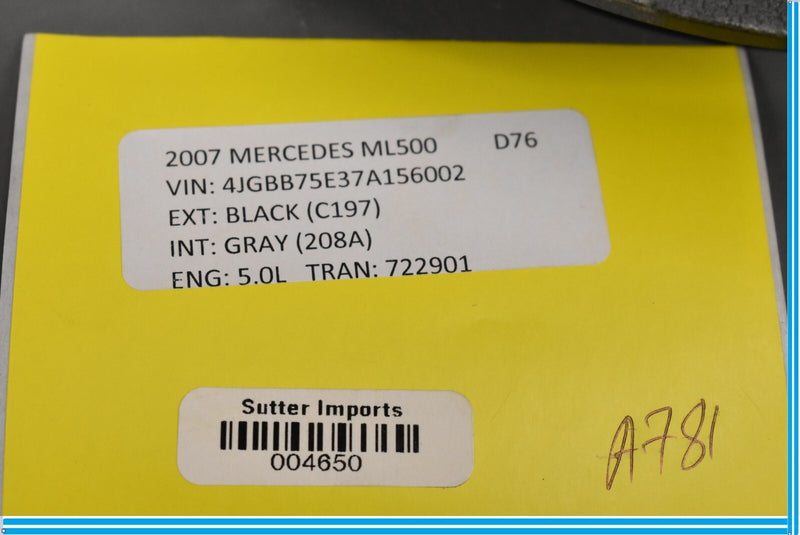 2007 MERCEDES ML500 D76
VIN: 4JGBB75E37A156002
EXT: BLACK (C197)
INT: GRAY (208A)
ENG: 5.0L TRAN: 722901
Sutter Imports
004650
A781